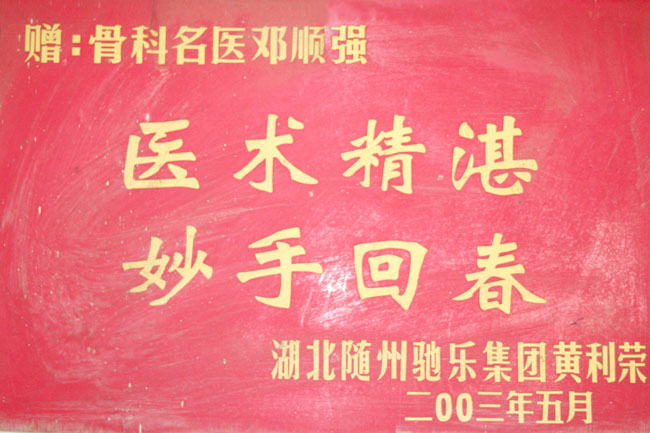 赠:骨科名医邓顺强
医术精湛
妙手回春
湖北随州驰乐集团黄利荣
二00三年五月